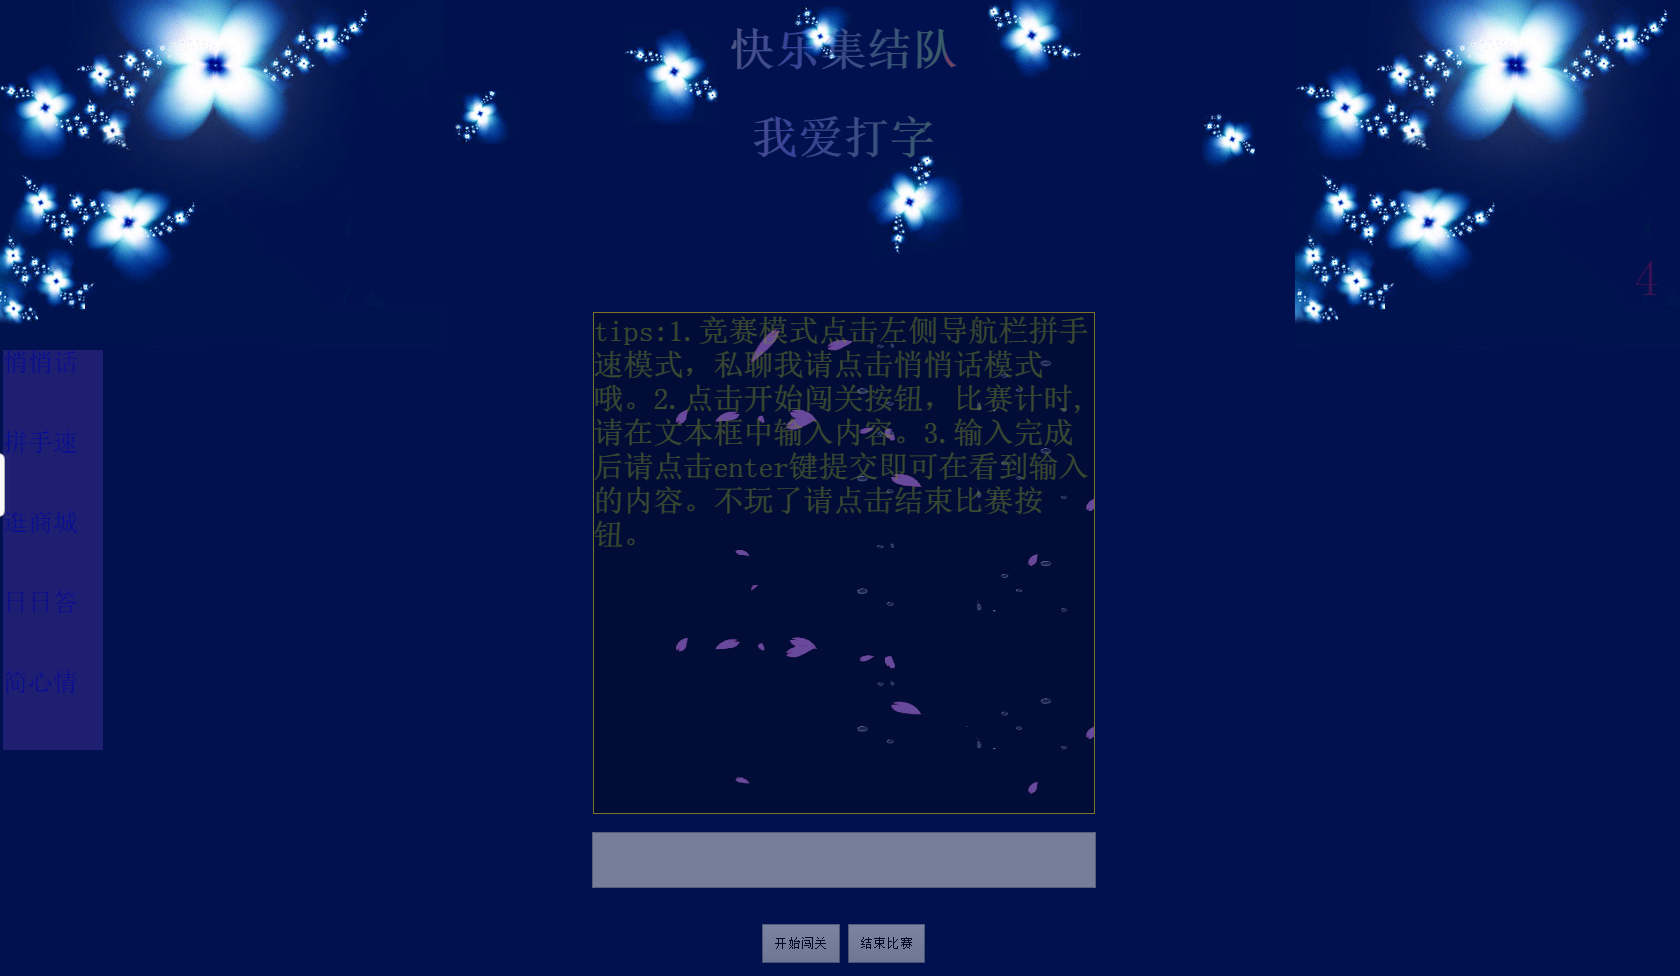 快乐集结队
我爱打字
4
tips:1.竞赛模式点击左侧导航栏拼手
速模式，私聊我请点击悄悄话模式
哦。2.点击开始闯关按钮，比赛计时,
请在文本框中输入内容。3.输入完成
后请点击enter键提交即可在看到输入
的内容。不玩了请点击结束比赛按
钮。
悄悄话
拼手速
逛商城
日日答
简心情
开始闯关
结束比赛